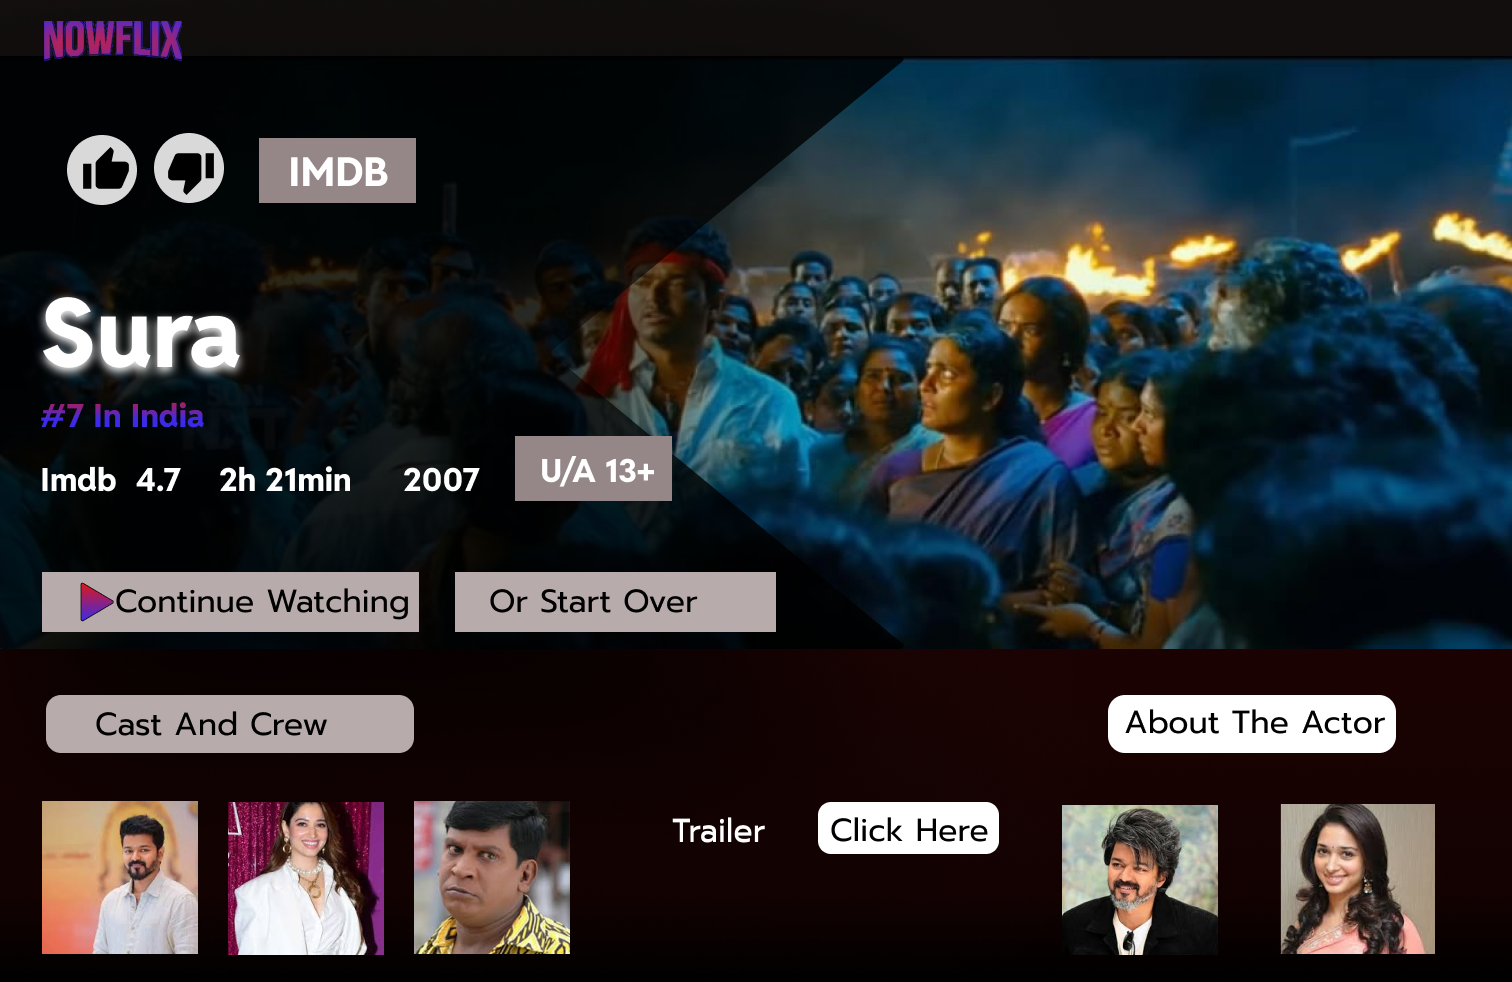 NOWFLIX
IMDB
Sura
#7 In India
Imdb 4.7 2h 21min 2007 U/A 13+
Continue Watching Or Start Over
Cast And Crew About The Actor
Trailer Click Here